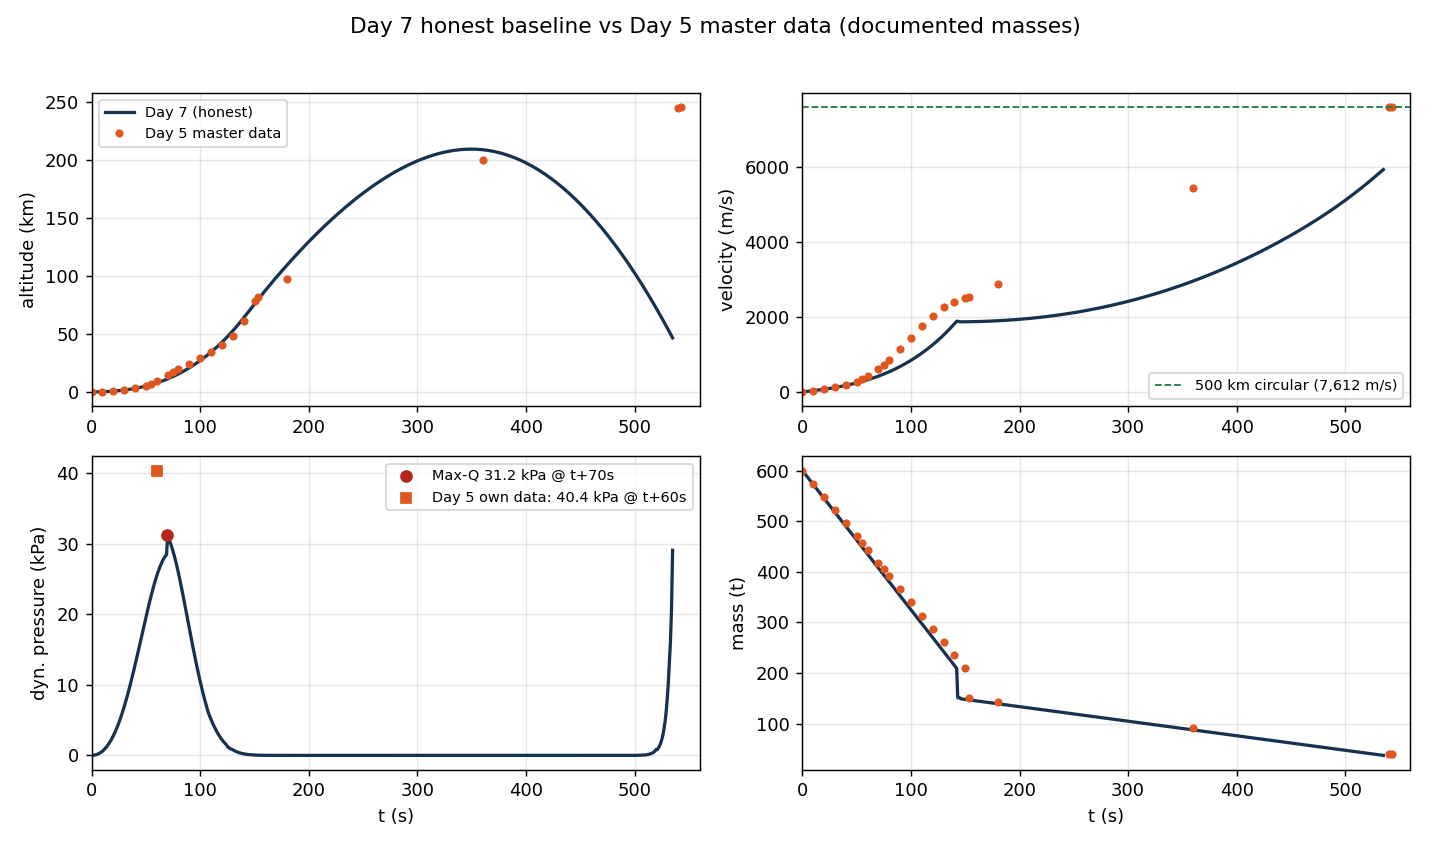 Day 7 honest baseline vs Day 5 master data (documented masses)
altitude (km)
250
200
150
100
50
0
Day 7 (honest)
Day 5 master data
0 100 200 300 400 500
velocity (m/s)
6000
4000
2000
0
500 km circular (7,612 m/s)
0 100 200 300 400 500
dyn. pressure (kPa)
40
30
20
10
0
Max-Q 31.2 kPa @ t+70s
Day 5 own data: 40.4 kPa @ t+60s
0 100 200 300 400 500
t (s)
mass (t)
600
500
400
300
200
100
0 100 200 300 400 500
t (s)